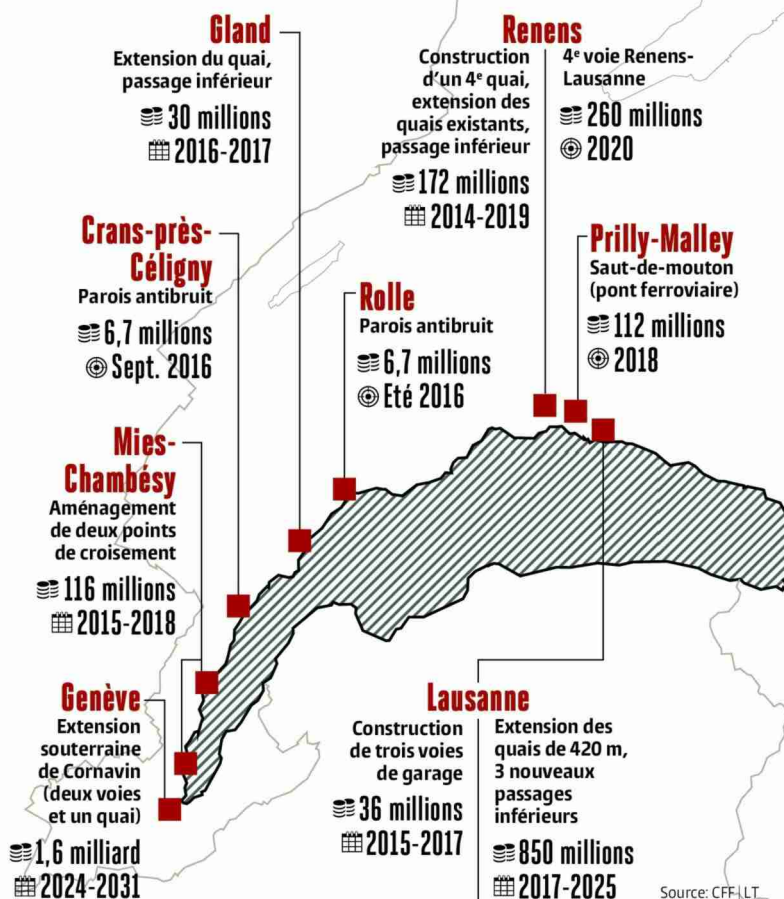 Gland
Extension du quai,
passage inférieur
30 millions
2016-2017
Renens
Construction
d'un 4e quai,
extension des
quais existants,
passage inférieur
172 millions
2014-2019
4e voie Renens-
Lausanne
260 millions
2020
Crans-près-
Céligny
Parois antibruit
6,7 millions
Sept. 2016
Rolle
Parois antibruit
6,7 millions
Eté 2016
Prilly-Malley
Saut-de-mouton
(pont ferroviaire)
112 millions
2018
Mies-
Chambésy
Aménagement
de deux points
de croisement
116 millions
2015-2018
Genève
Extension
souterraine
de Cornavin
(deux voies
et un quai)
1,6 milliard
2024-2031
Lausanne
Construction
de trois voies
de garage
36 millions
2015-2017
Extension des
quais de 420 m,
3 nouveaux
passages
inférieurs
850 millions
2017-2025
Source: CFF | LT